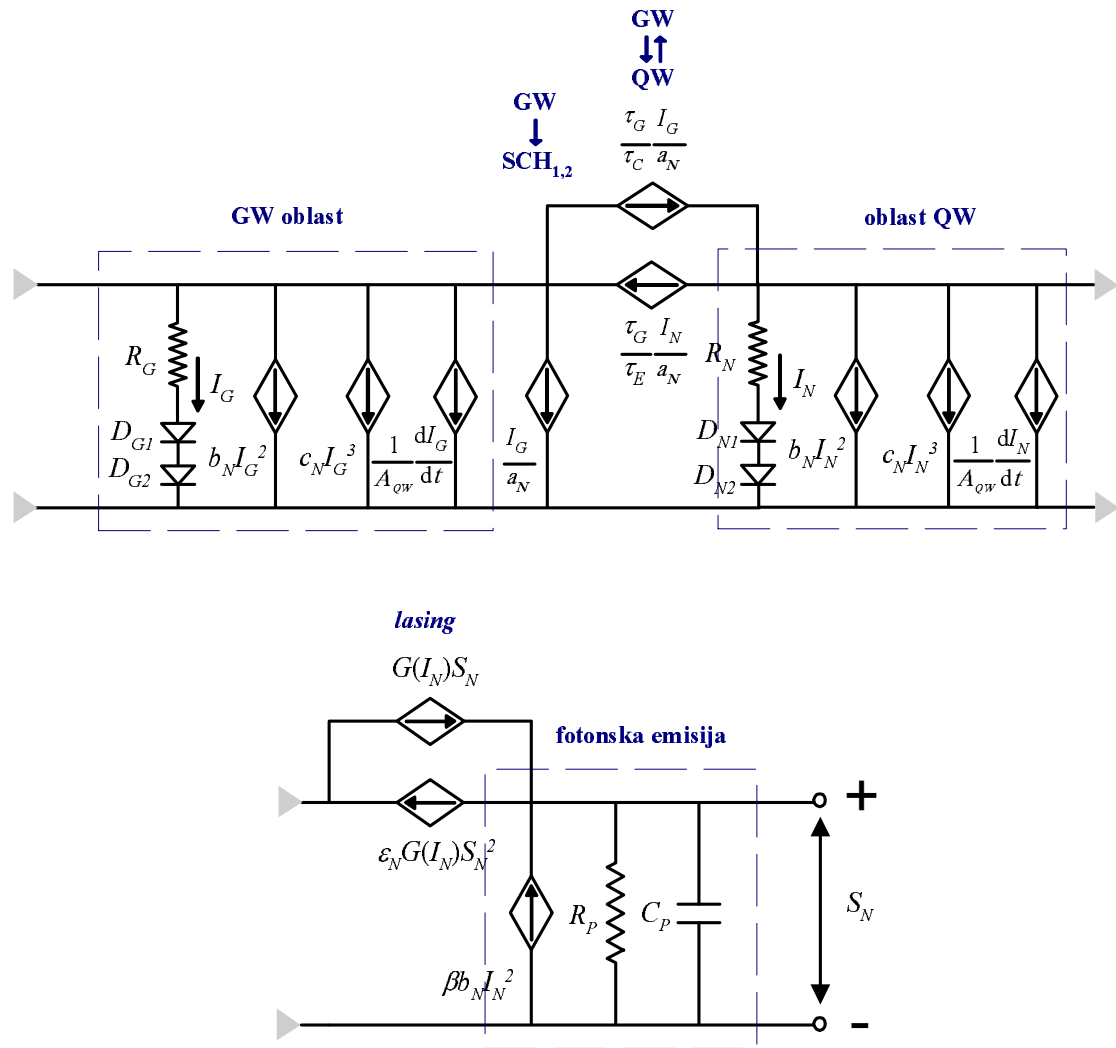 GW
QW
GW
SCH1,2
τG/τC IG/aN
GW oblast
oblast QW
τG/τE IN/aN
RG
IG
DG1
DG2
bNIG²
cNIG³
1/AQW dIG/dt
IG/aN
RN
IN
DN1
DN2
bNIN²
cNIN³
1/AQW dIN/dt
lasing
G(IN)SN
fotonska emisija
εNG(IN)SN²
βbNIN²
RP
CP
+
SN
-